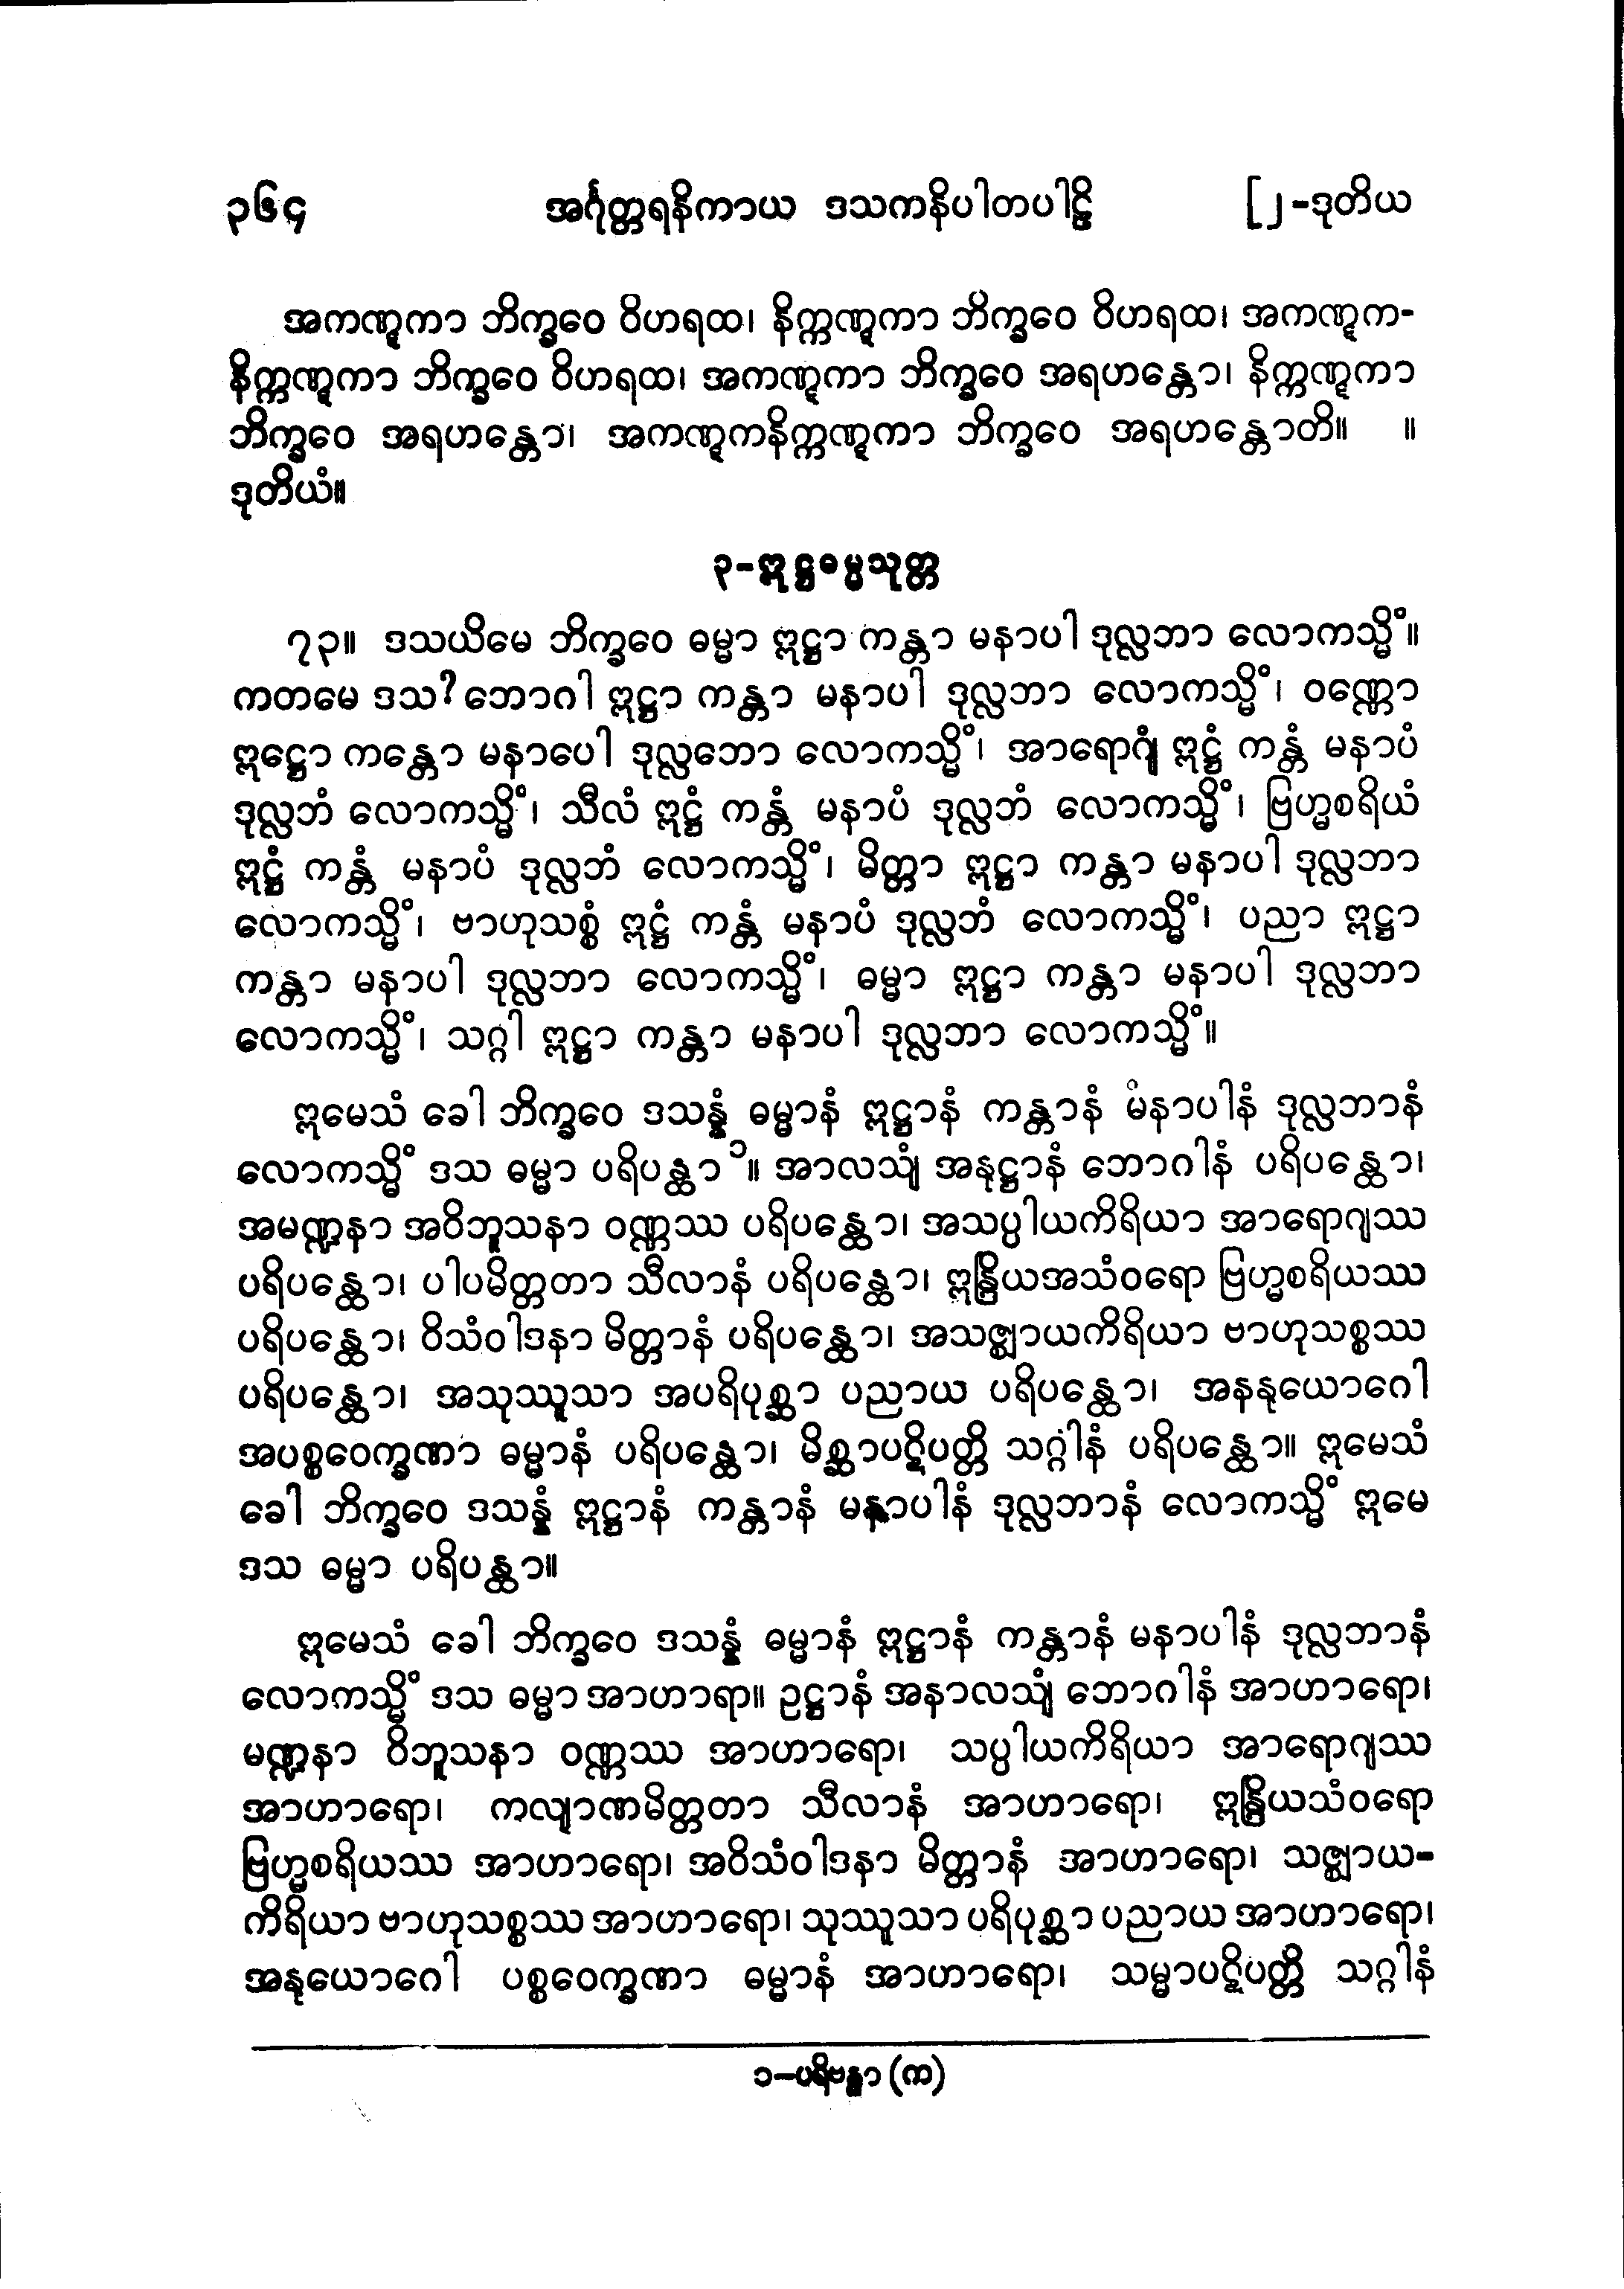 ၃၆၄ အင်္ဂုတ္တရနိကာယ ဒသကနိပါတပါဠိ [၂-ဒုတိယ
အကဏ္ဋကာ ဘိက္ခဝေ ဝိဟရထ၊ နိက္ကဏ္ဋကာ ဘိက္ခဝေ ဝိဟရထ၊ အကဏ္ဋက-
နိက္ကဏ္ဋကာ ဘိက္ခဝေ ဝိဟရထ၊ အကဏ္ဋကာ ဘိက္ခဝေ အရဟန္တော၊ နိက္ကဏ္ဋကာ
ဘိက္ခဝေ အရဟန္တော၊ အကဏ္ဋကနိက္ကဏ္ဋကာ ဘိက္ခဝေ အရဟန္တောတိ။ ။
ဒုတိယံ။
၃-ဣဋ္ဌဓမ္မသုတ္တ
၇၃။ ဒသယိမေ ဘိက္ခဝေ ဓမ္မာ ဣဋ္ဌာ ကန္တာ မနာပါ ဒုလ္လဘာ လောကသ္မိံ။
ကတမေ ဒသ? ဘောဂါ ဣဋ္ဌာ ကန္တာ မနာပါ ဒုလ္လဘာ လောကသ္မိံ၊ ဝဏ္ဏော
ဣဋ္ဌော ကန္တော မနာပေါ ဒုလ္လဘော လောကသ္မိံ၊ အာရောဂျံ ဣဋ္ဌံ ကန္တံ မနာပံ
ဒုလ္လဘံ လောကသ္မိံ၊ သီလံ ဣဋ္ဌံ ကန္တံ မနာပံ ဒုလ္လဘံ လောကသ္မိံ၊ ဗြဟ္မစရိယံ
ဣဋ္ဌံ ကန္တံ မနာပံ ဒုလ္လဘံ လောကသ္မိံ၊ မိတ္တာ ဣဋ္ဌာ ကန္တာ မနာပါ ဒုလ္လဘာ
လောကသ္မိံ၊ ဗာဟုသစ္စံ ဣဋ္ဌံ ကန္တံ မနာပံ ဒုလ္လဘံ လောကသ္မိံ၊ ပညာ ဣဋ္ဌာ
ကန္တာ မနာပါ ဒုလ္လဘာ လောကသ္မိံ၊ ဓမ္မာ ဣဋ္ဌာ ကန္တာ မနာပါ ဒုလ္လဘာ
လောကသ္မိံ၊ သဂ္ဂါ ဣဋ္ဌာ ကန္တာ မနာပါ ဒုလ္လဘာ လောကသ္မိံ။
ဣမေသံ ခေါ ဘိက္ခဝေ ဒသန္နံ ဓမ္မာနံ ဣဋ္ဌာနံ ကန္တာနံ မနာပါနံ ဒုလ္လဘာနံ
လောကသ္မိံ ဒသ ဓမ္မာ ပရိပန္ထာ ၁။ အာလသျံ အနုဋ္ဌာနံ ဘောဂါနံ ပရိပန္ထော၊
အမဏ္ဍနာ အဝိဘူသနာ ဝဏ္ဏဿ ပရိပန္ထော၊ အသပ္ပါယကိရိယာ အာရောဂျဿ
ပရိပန္ထော၊ ပါပမိတ္တတာ သီလာနံ ပရိပန္ထော၊ ဣန္ဒြိယအသံဝရော ဗြဟ္မစရိယဿ
ပရိပန္ထော၊ ဝိသံဝါဒနာ မိတ္တာနံ ပရိပန္ထော၊ အသဇ္ဈာယကိရိယာ ဗာဟုသစ္စဿ
ပရိပန္ထော၊ အသုဿူသာ အပရိပုစ္ဆာ ပညာယ ပရိပန္ထော၊ အနနုယောဂေါ
အပစ္စဝေက္ခဏာ ဓမ္မာနံ ပရိပန္ထော၊ မိစ္ဆာပဋိပတ္တိ သဂ္ဂါနံ ပရိပန္ထော။ ဣမေသံ
ခေါ ဘိက္ခဝေ ဒသန္နံ ဣဋ္ဌာနံ ကန္တာနံ မနာပါနံ ဒုလ္လဘာနံ လောကသ္မိံ ဣမေ
ဒသ ဓမ္မာ ပရိပန္ထာ။
ဣမေသံ ခေါ ဘိက္ခဝေ ဒသန္နံ ဓမ္မာနံ ဣဋ္ဌာနံ ကန္တာနံ မနာပါနံ ဒုလ္လဘာနံ
လောကသ္မိံ ဒသ ဓမ္မာ အာဟာရာ။ ဥဋ္ဌာနံ အနာလသျံ ဘောဂါနံ အာဟာရော၊
မဏ္ဍနာ ဝိဘူသနာ ဝဏ္ဏဿ အာဟာရော၊ သပ္ပါယကိရိယာ အာရောဂျဿ
အာဟာရော၊ ကလျာဏမိတ္တတာ သီလာနံ အာဟာရော၊ ဣန္ဒြိယသံဝရော
ဗြဟ္မစရိယဿ အာဟာရော၊ အဝိသံဝါဒနာ မိတ္တာနံ အာဟာရော၊ သဇ္ဈာယ-
ကိရိယာ ဗာဟုသစ္စဿ အာဟာရော၊ သုဿူသာ ပရိပုစ္ဆာ ပညာယ အာဟာရော၊
အနုယောဂေါ ပစ္စဝေက္ခဏာ ဓမ္မာနံ အာဟာရော၊ သမ္မာပဋိပတ္တိ သဂ္ဂါနံ
၁-ပရိဗန္ဓာ (က)